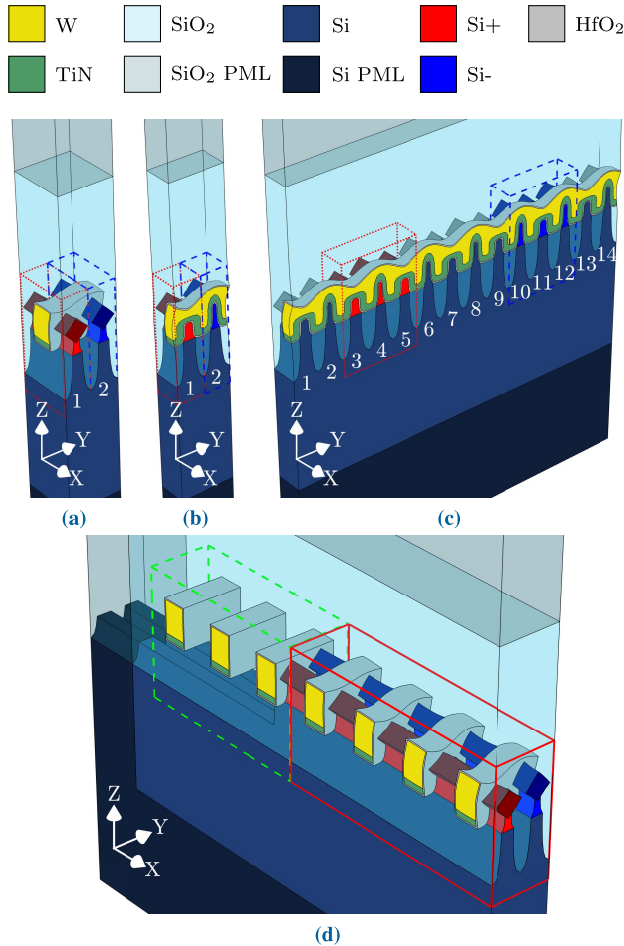 W SiO₂ Si Si+ HfO₂
TiN SiO₂ PML Si PML Si-
1 2
Z
Y
X
(a)
1 2
Z
Y
X
(b)
1 2 3 4 5 6 7 8 9 10 11 12 13 14
Z
Y
X
(c)
Z
Y
X
(d)